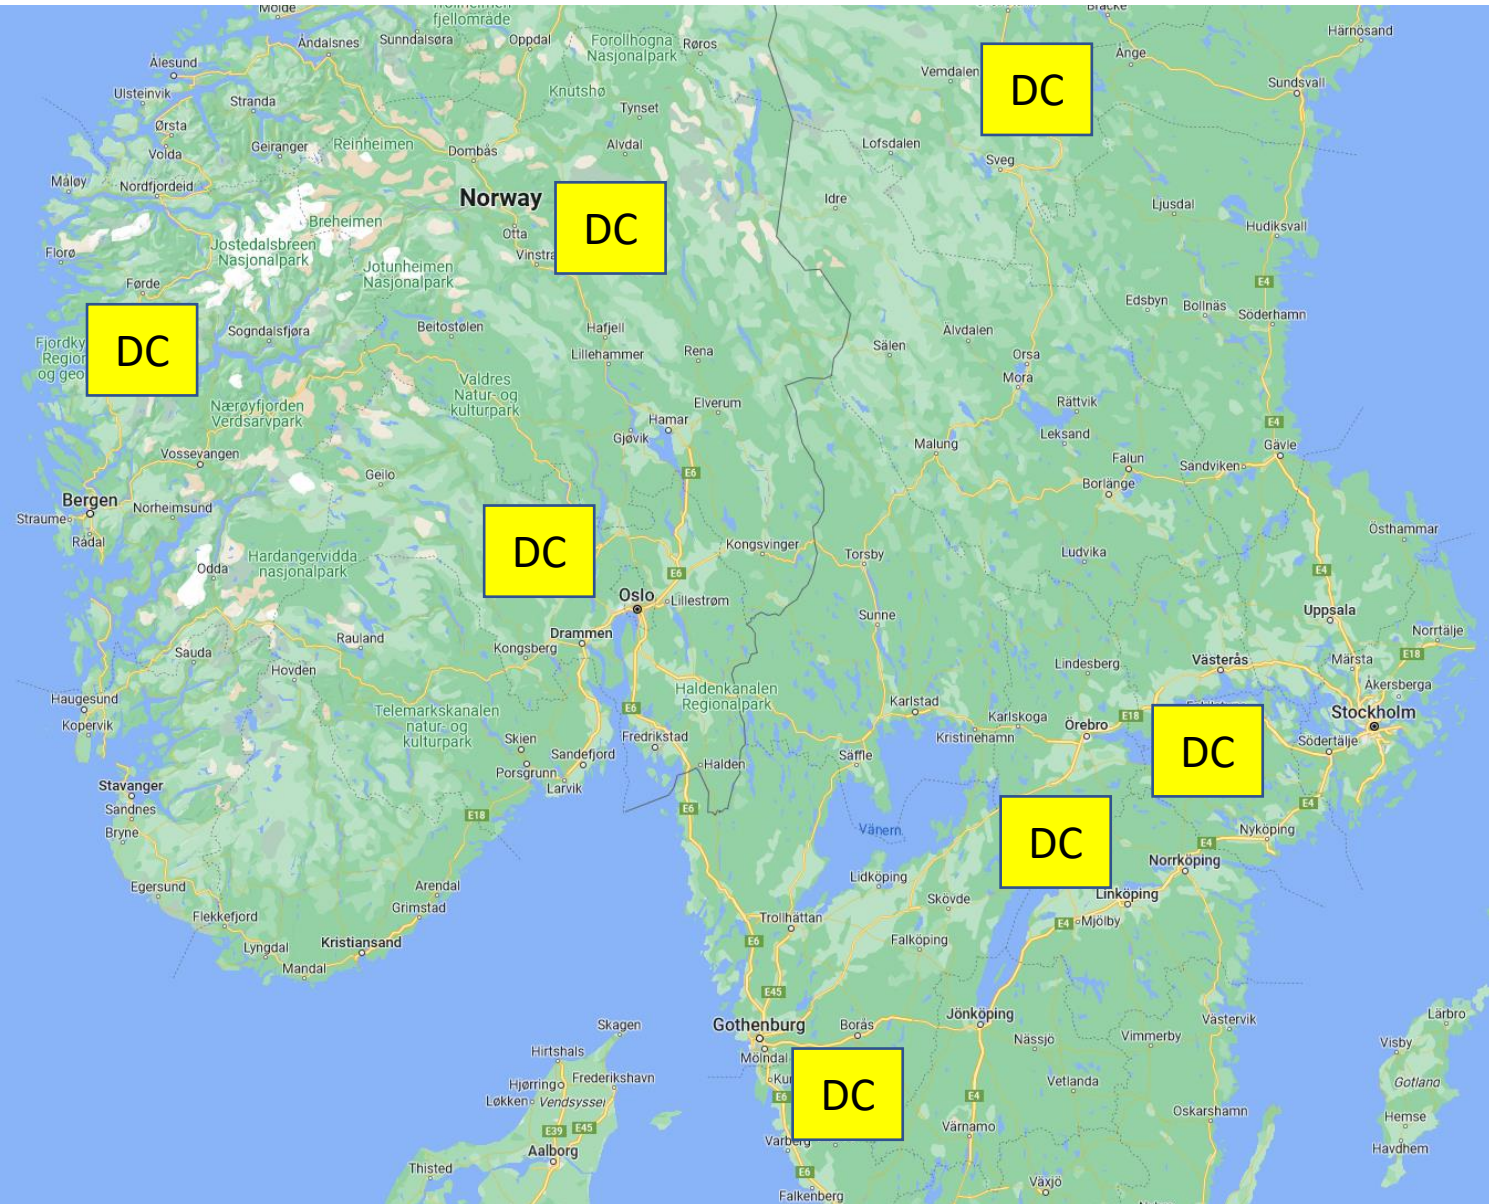 Molde
fjellområde
Bräcke
Åndalsnes
Sunndalsøra
Oppdal
Forollhogna
Nasjonalpark
Røros
Härnösand
Ånge
Ålesund
Vemdalen
DC
Sundsvall
Ulsteinvik
Stranda
Knutshø
Tynset
Ørsta
Volda
Geiranger
Reinheimen
Dombås
Alvdal
Lofsdalen
Sveg
Måløy
Nordfjordeid
Norway
Idre
Ljusdal
Breheimen
DC
Hudiksvall
Florø
Jostedalsbreen
Nasjonalpark
Otta
Vinstra
Jotunheimen
Nasjonalpark
Førde
E4
Edsbyn
Bollnäs
Söderhamn
DC
Sogndalsfjøra
Beitostølen
Hafjell
Älvdalen
Lillehammer
Rena
Sälen
Orsa
Mora
Valdres
Natur- og
kulturpark
Nærøyfjorden
Verdsarvpark
Elverum
Rättvik
Hamar
Gjøvik
E4
Leksand
Malung
Gävle
Vossevangen
Geilo
E6
Falun
Sandviken
Borlänge
Bergen
Straume
Norheimsund
Rådal
Østhammar
DC
Kongsvinger
Torsby
Ludvika
Hardangervidda
nasjonalpark
Odda
E6
E4
Oslo
Lillestrøm
Uppsala
Sunne
Drammen
Rauland
Kongsberg
Norrtälje
Sauda
Hovden
Lindesberg
Västerås
Märsta
E18
Åkersberga
Haldenkanalen
Regionalpark
Haugesund
Kopervik
Telemarkskanalen
natur- og
kulturpark
E6
Karlstad
Karlskoga
Kristinehamn
Örebro
E18
Stockholm
Skien
Fredrikstad
Södertälje
DC
Sandefjord
Porsgrunn
Larvik
Halden
Säffle
Stavanger
Sandnes
Bryne
E18
E6
E4
Vänern
DC
Nyköping
E4
Norrköping
Egersund
Arendal
Grimstad
Lidköping
Skövde
Linköping
Flekkefjord
Trollhättan
E4
Mjölby
Lyngdal
Kristiansand
Mandal
E6
Falköping
E45
Jönköping
Västervik
Lärbro
Skagen
Gothenburg
Borås
Nässjö
Vimmerby
Visby
Hirtshals
Mölndal
Hjørring
Frederikshavn
DC
Vetlanda
Gotland
Løkken
Vendsyssel
E6
E4
Oskarshamn
Hemse
E39
E45
Värnamo
Aalborg
Varberg
Havdhem
Thisted
E6
Växjö
Falkenberg